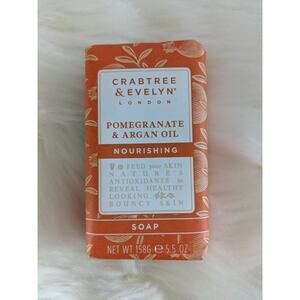 CRABTREE
& EVELYN®
LONDON
POMEGRANATE
& ARGAN OIL
NOURISHING
FEED your SKIN
NATURE'S
ANTIOXIDANTS to
REVEAL HEALTHY
LOOKING,
BOUNCY SKIN
SOAP
NET WT 158G ℮ 5.5 OZ